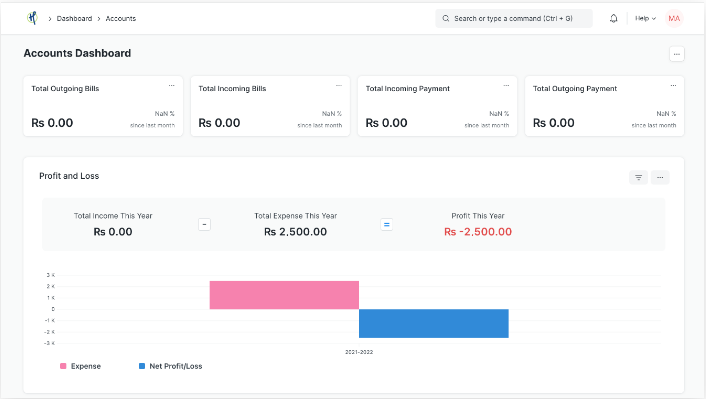 Dashboard
Accounts
Search or type a command (Ctrl + G)
Help
MA
Accounts Dashboard
Total Outgoing Bills
Rs 0.00
NaN %
since last month
Total Incoming Bills
Rs 0.00
NaN %
since last month
Total Incoming Payment
Rs 0.00
NaN %
since last month
Total Outgoing Payment
Rs 0.00
NaN %
since last month
Profit and Loss
Total Income This Year
Rs 0.00
-
Total Expense This Year
Rs 2,500.00
=
Profit This Year
Rs -2,500.00
3 K
2 K
1 K
0
-1 K
-2 K
-3 K
2021-2022
Expense
Net Profit/Loss